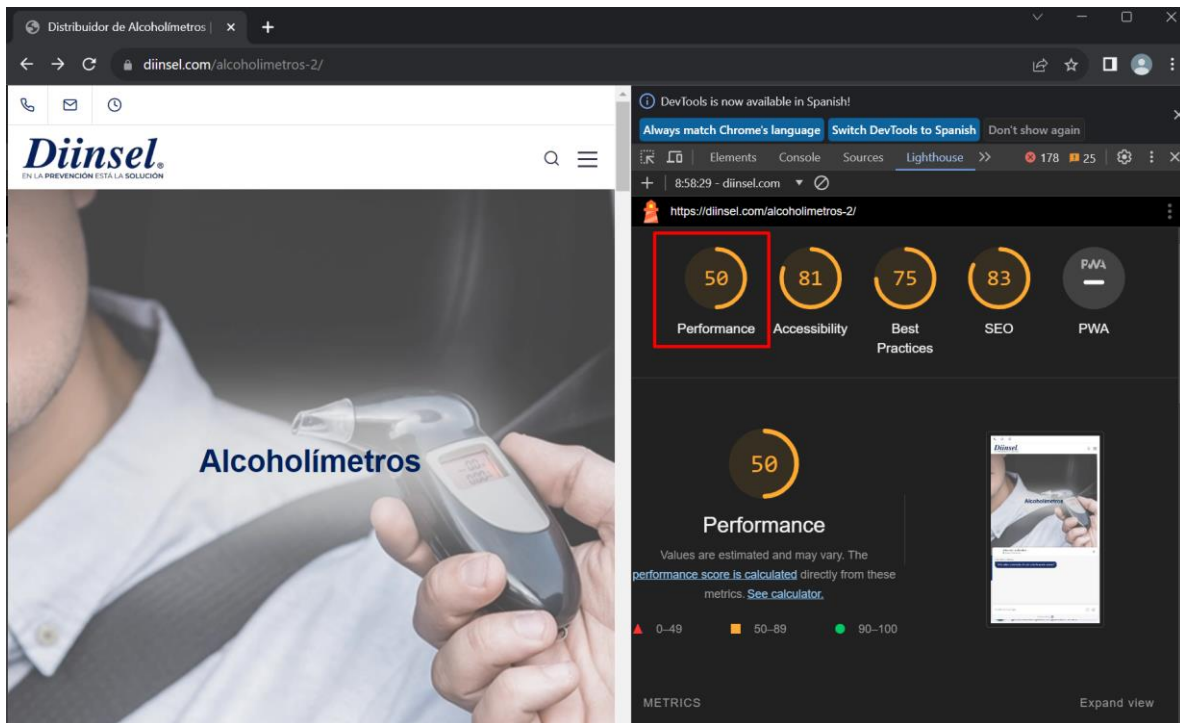 Distribuidor de Alcoholímetros |
diinsel.com/alcoholimetros-2/
Diinsel®
EN LA PREVENCIÓN ESTÁ LA SOLUCIÓN
Alcoholímetros
DevTools is now available in Spanish!
Always match Chrome's language Switch DevTools to Spanish Don't show again
Elements Console Sources Lighthouse 178 25
8:58:29 - diinsel.com
https://diinsel.com/alcoholimetros-2/
50 81 75 83 PWA
Performance Accessibility Best Practices SEO PWA
50
Performance
Values are estimated and may vary. The
performance score is calculated directly from these
metrics. See calculator.
0–49 50–89 90–100
Diinsel
Alcoholímetros
METRICS Expand view